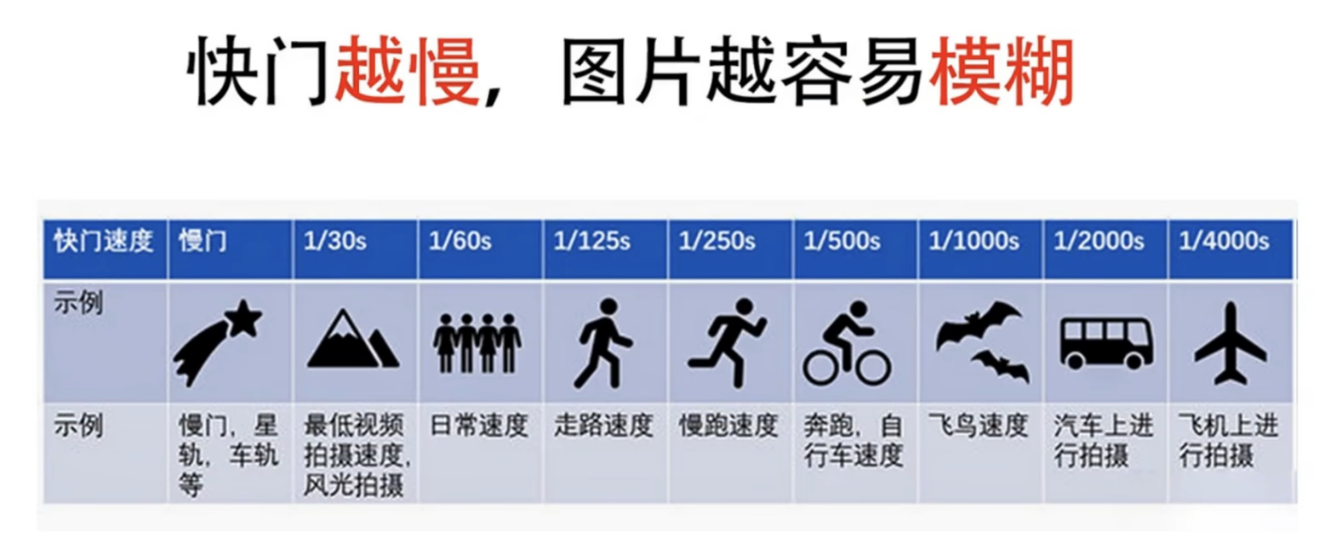 快门越慢，图片越容易模糊
快门速度 慢门 1/30s 1/60s 1/125s 1/250s 1/500s 1/1000s 1/2000s 1/4000s
示例
示例 慢门，星轨，车轨等 最低视频拍摄速度，风光拍摄 日常速度 走路速度 慢跑速度 奔跑，自行车速度 飞鸟速度 汽车上进行拍摄 飞机上进行拍摄